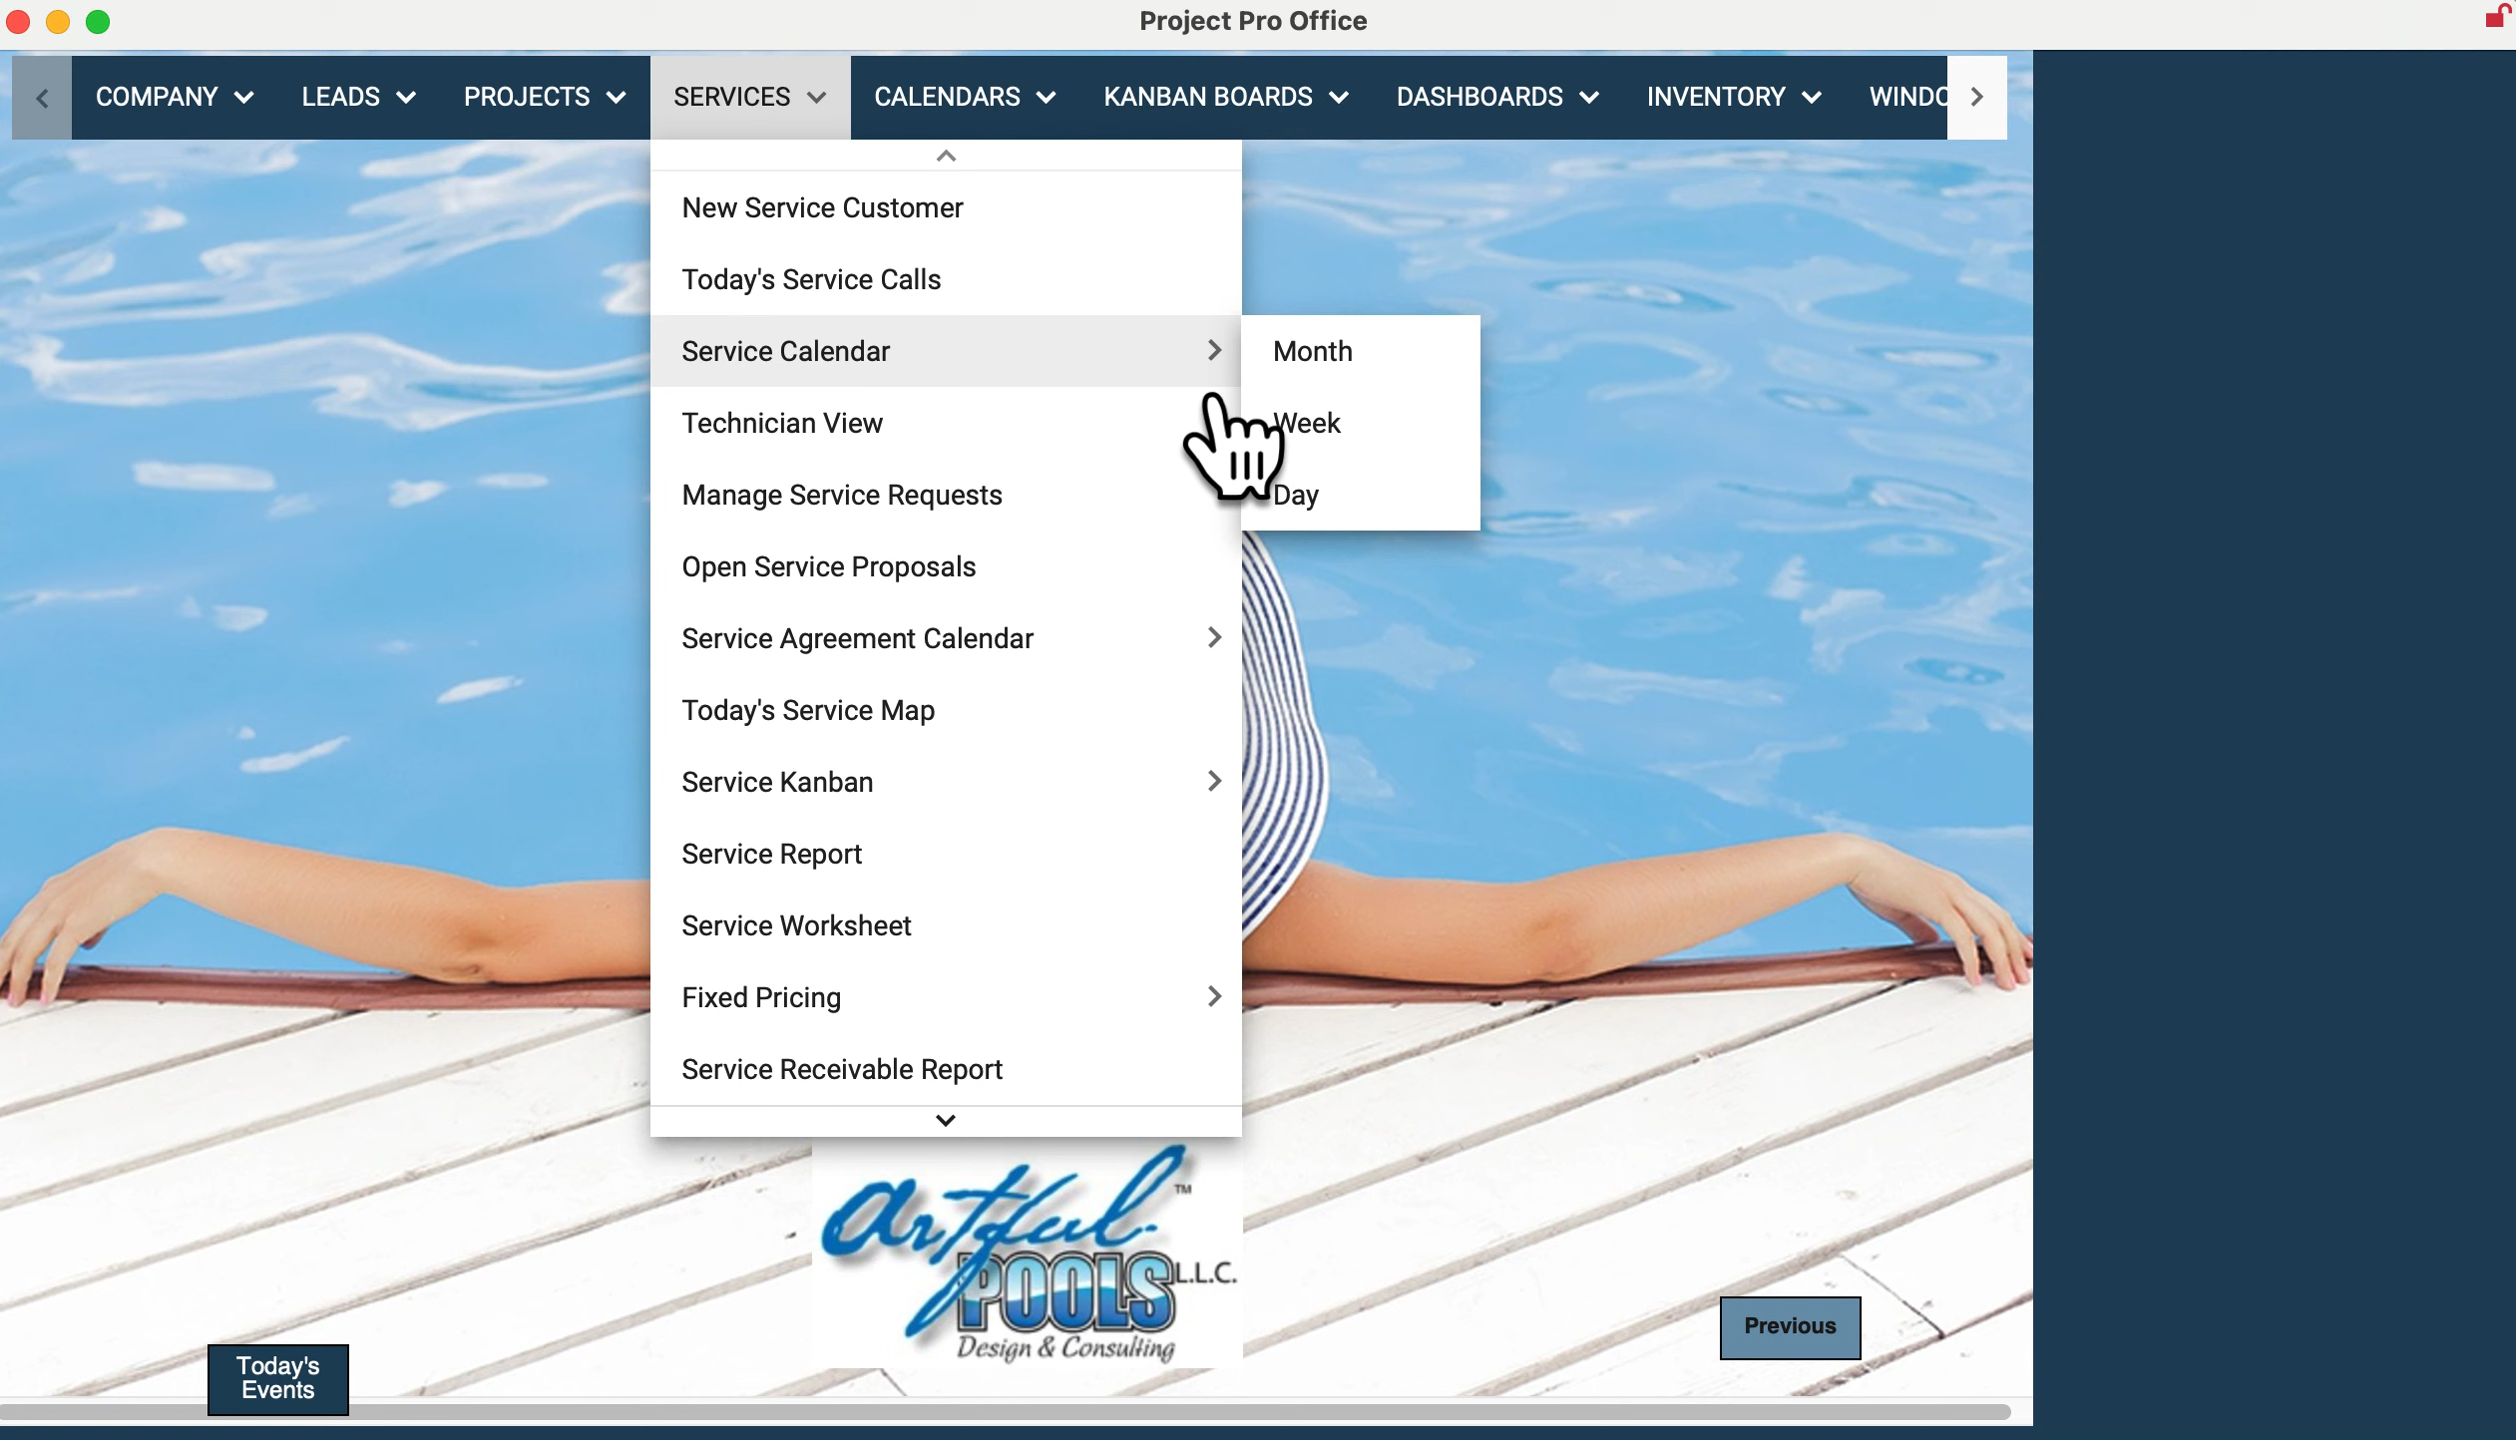 Project Pro Office
COMPANY
LEADS
PROJECTS
SERVICES
CALENDARS
KANBAN BOARDS
DASHBOARDS
INVENTORY
New Service Customer
Today's Service Calls
Service Calendar
Month
Technician View
Week
Manage Service Requests
Day
Open Service Proposals
Service Agreement Calendar
Today's Service Map
Service Kanban
Service Report
Service Worksheet
Fixed Pricing
Service Receivable Report
Artful TM
POOLS L.L.C.
Design & Consulting
Previous
Today's
Events